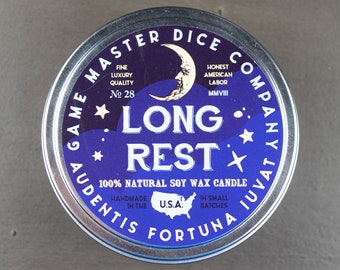 GAME MASTER DICE COMPANY
FINE
LUXURY
QUALITY
№ 28
HONEST
AMERICAN
LABOR
MMVIII
LONG
REST
100% NATURAL SOY WAX CANDLE
HANDMADE
IN THE
U.S.A.
IN SMALL
BATCHES
AUDENTIS FORTUNA IUVAT